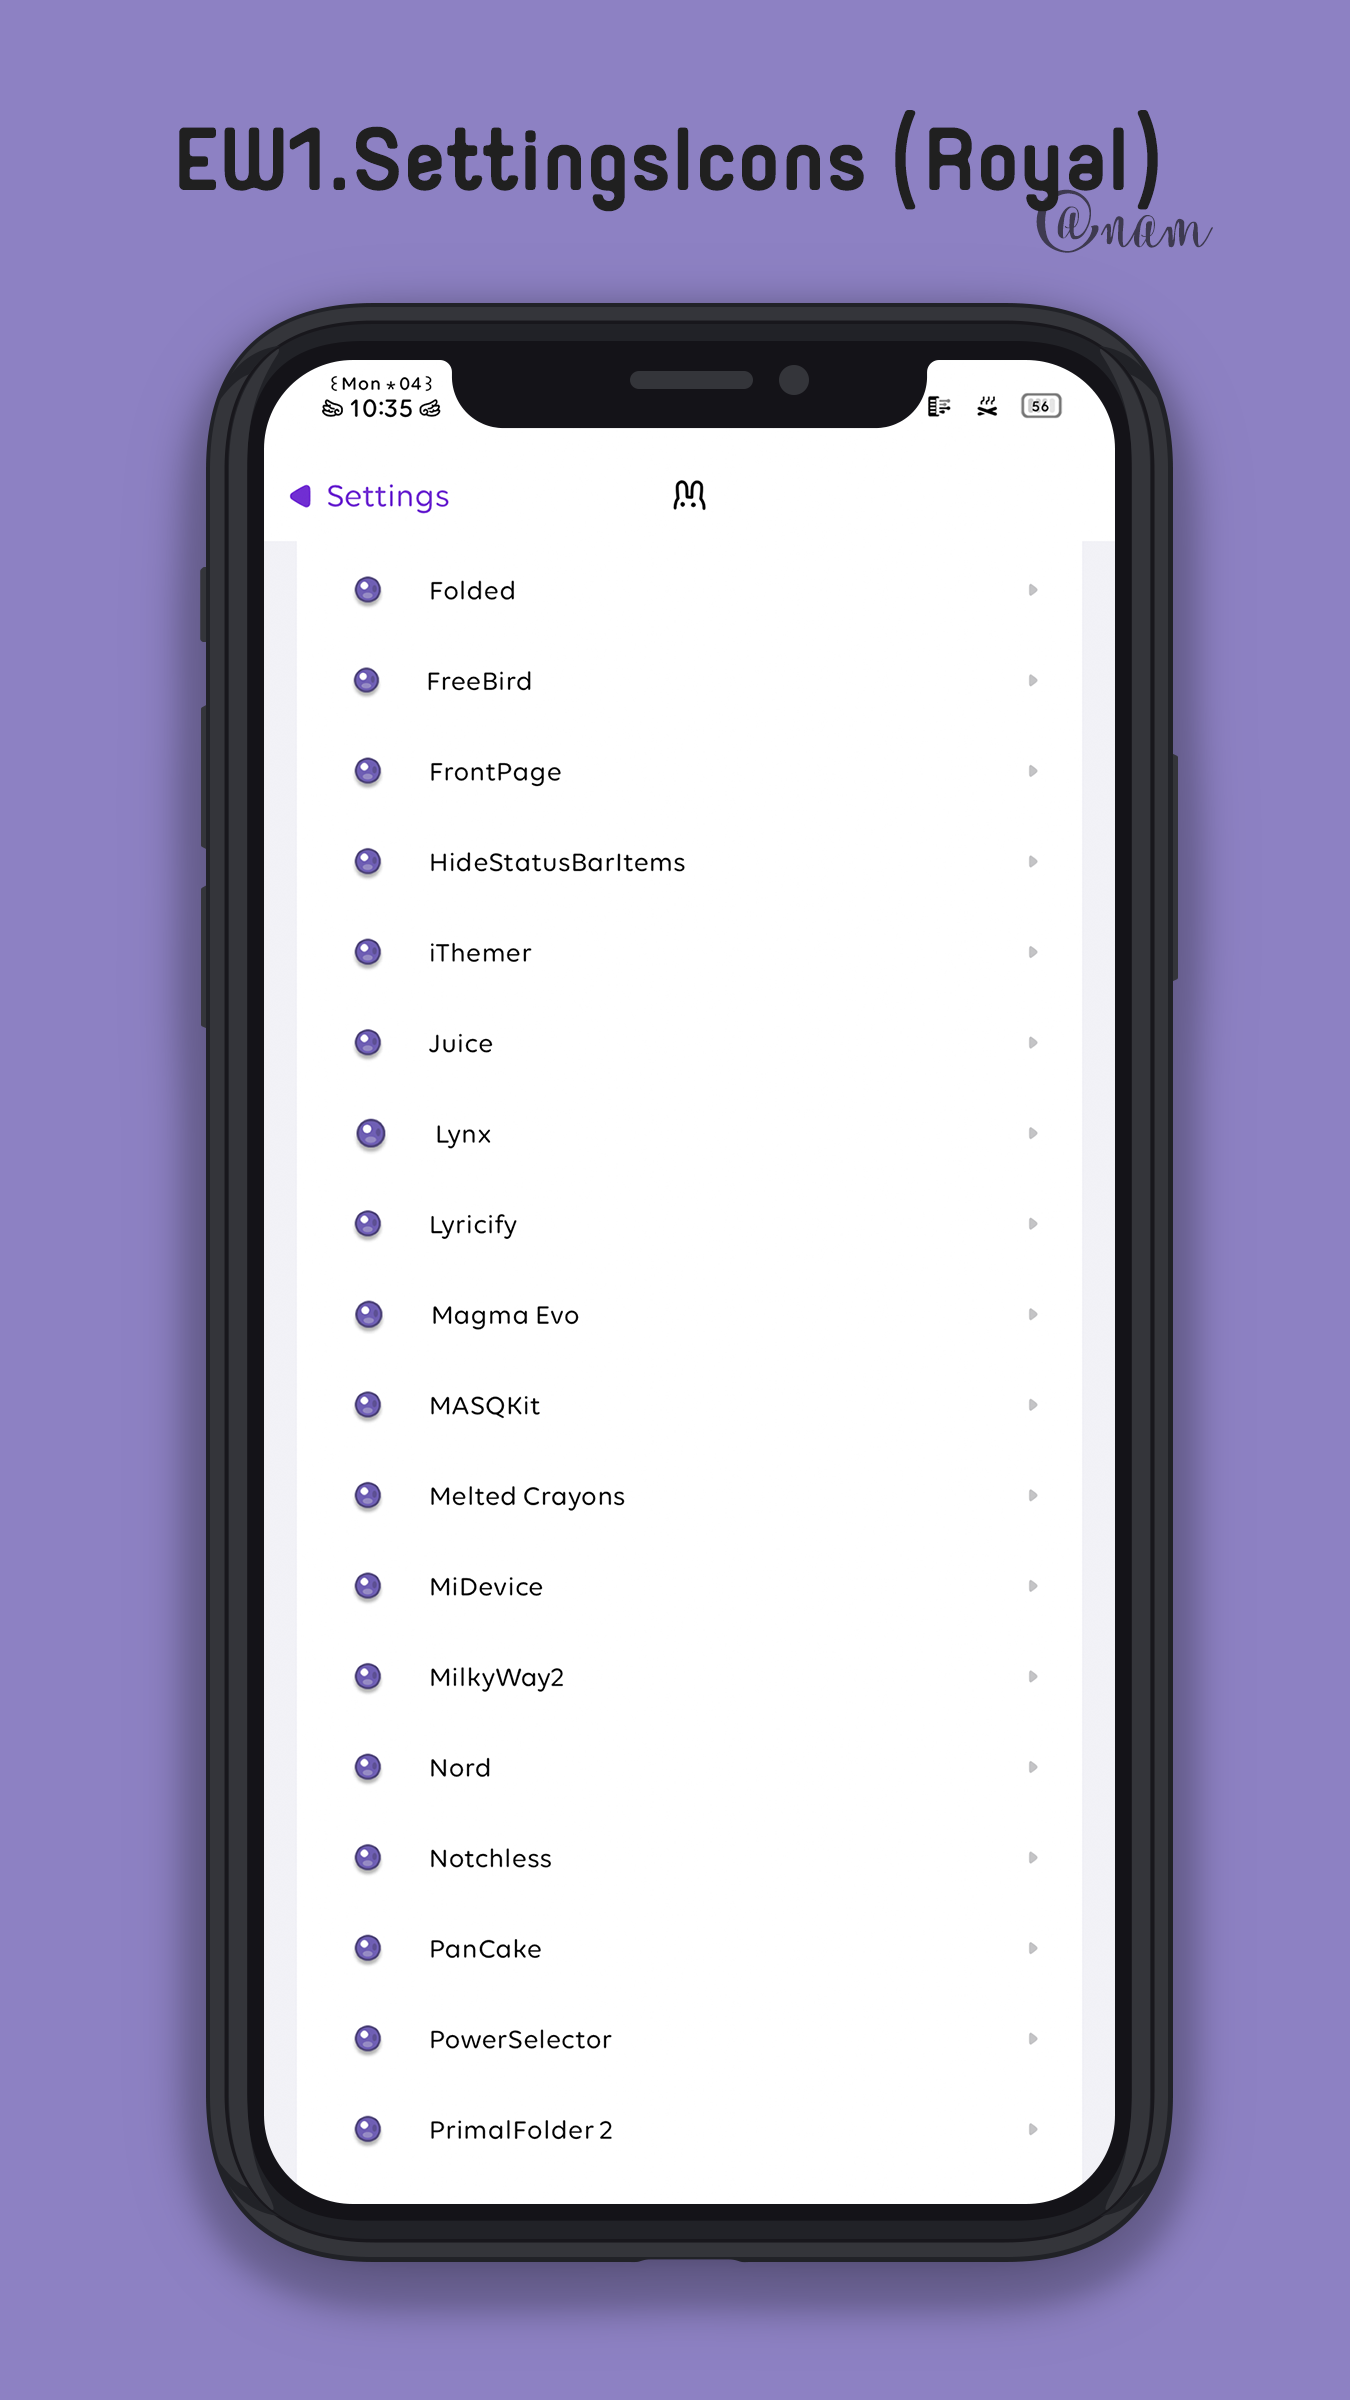 EW1.SettingsIcons (Royal)
@nam
Mon * 04
10:35
56
Settings
Folded
FreeBird
FrontPage
HideStatusBarItems
iThemer
Juice
Lynx
Lyricify
Magma Evo
MASQKit
Melted Crayons
MiDevice
MilkyWay2
Nord
Notchless
PanCake
PowerSelector
PrimalFolder 2